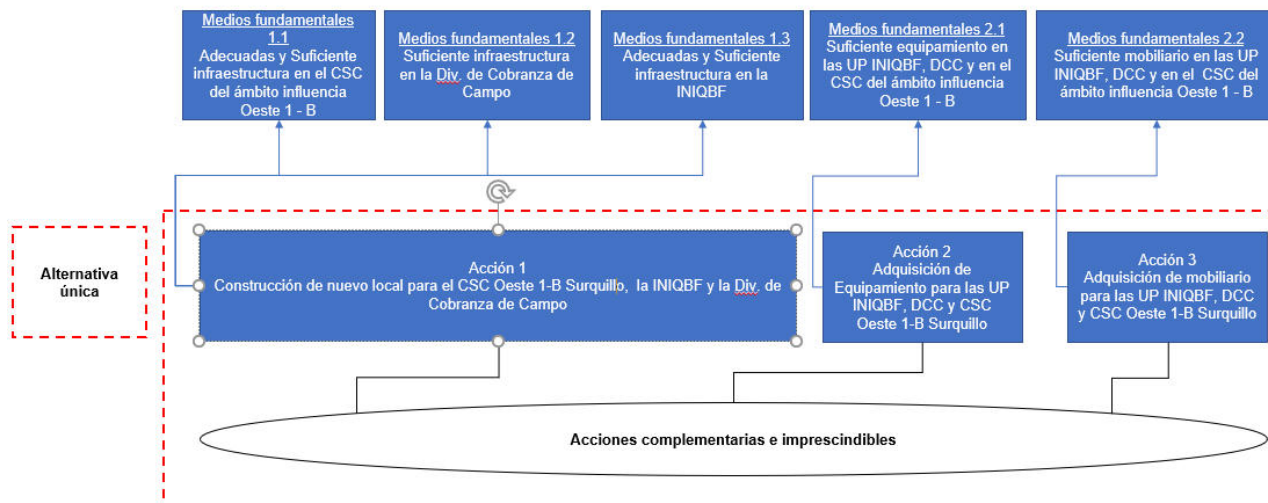 Medios fundamentales
1.1
Adecuadas y Suficiente
infraestructura en el CSC
del ámbito influencia
Oeste 1 - B
Medios fundamentales 1.2
Suficiente infraestructura
en la Div. de Cobranza de
Campo
Medios fundamentales 1.3
Adecuadas y Suficiente
infraestructura en la
INIQBF
Medios fundamentales 2.1
Suficiente equipamiento en
las UP INIQBF, DCC y en el
CSC del ámbito influencia
Oeste 1 - B
Medios fundamentales 2.2
Suficiente mobiliario en las UP
INIQBF, DCC y en el CSC del
ámbito influencia Oeste 1 - B
Alternativa
única
Acción 1
Construcción de nuevo local para el CSC Oeste 1-B Surquillo, la INIQBF y la Div. de
Cobranza de Campo
Acción 2
Adquisición de
Equipamiento para las UP
INIQBF, DCC y CSC
Oeste 1-B Surquillo
Acción 3
Adquisición de mobiliario
para las UP INIQBF, DCC
y CSC Oeste 1-B Surquillo
Acciones complementarias e imprescindibles